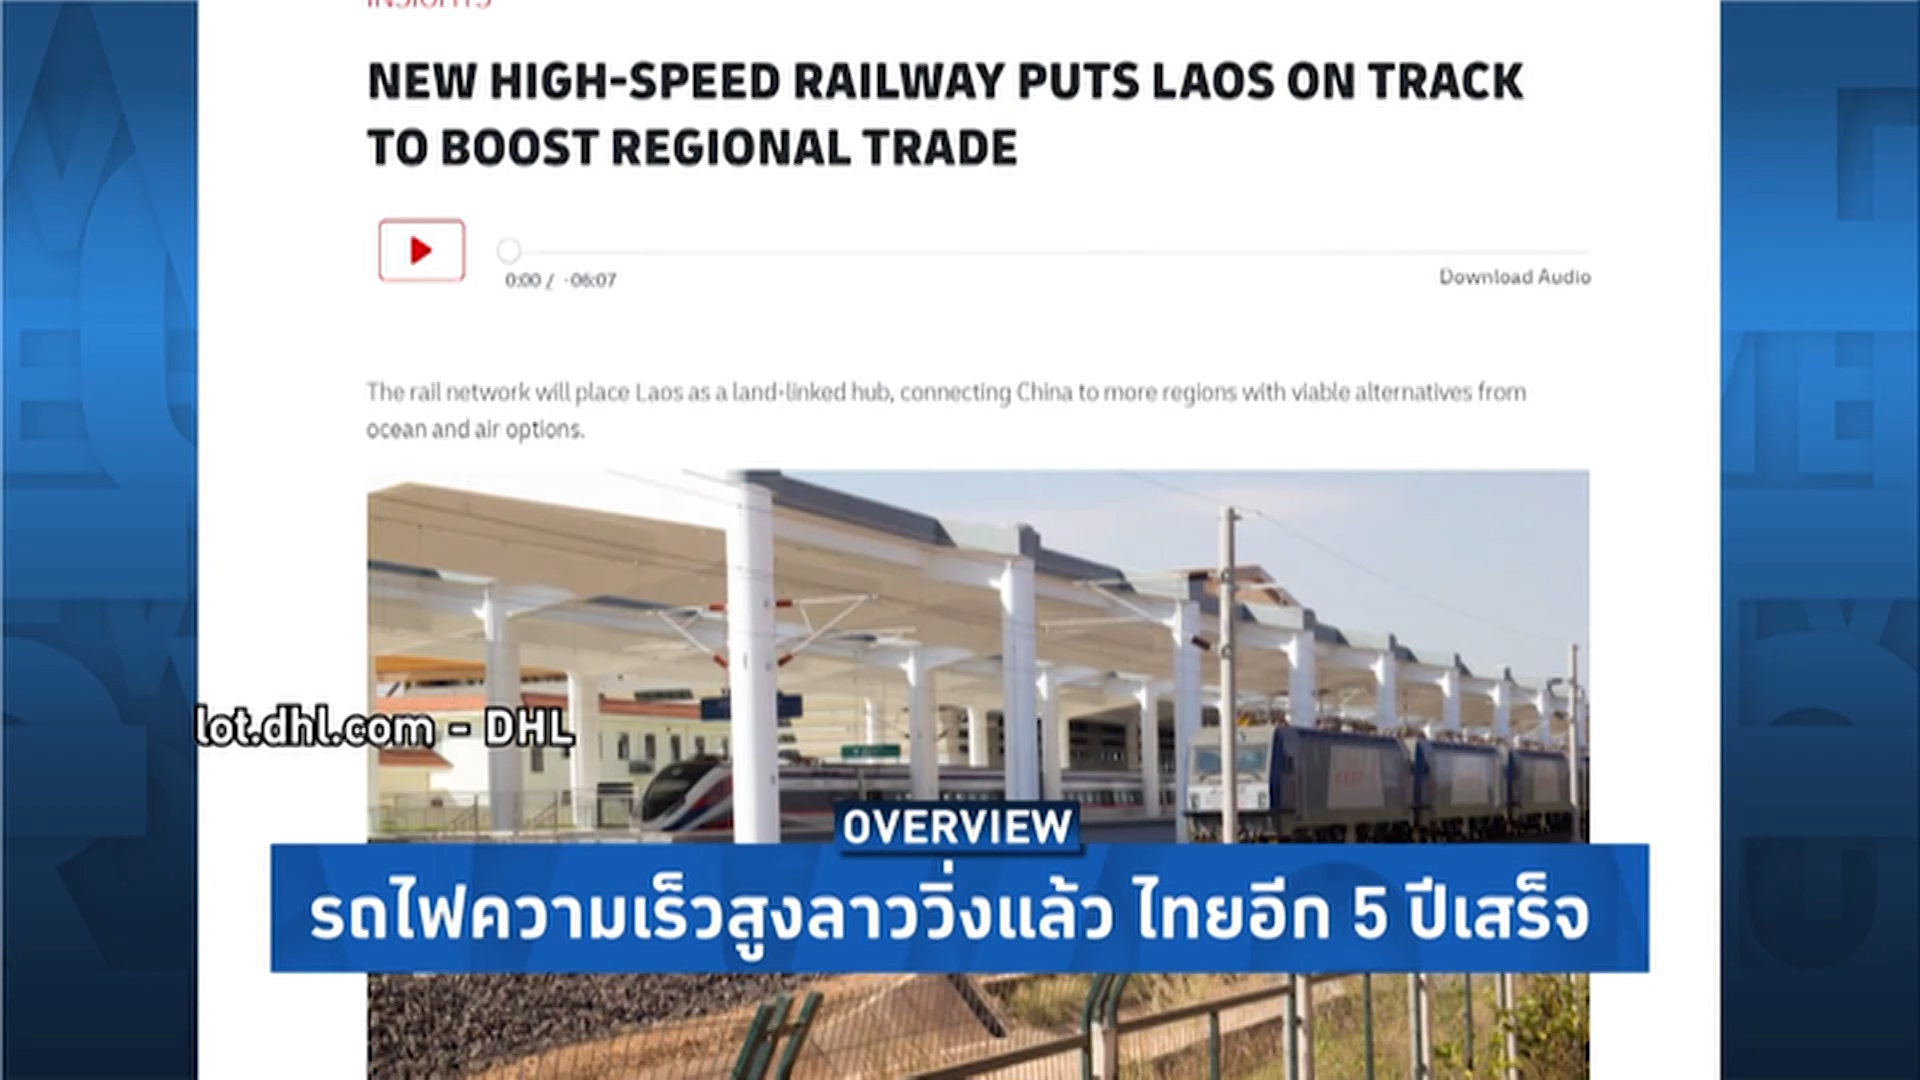 INSIGHTS
NEW HIGH-SPEED RAILWAY PUTS LAOS ON TRACK
TO BOOST REGIONAL TRADE
0:00 / -06:07
Download Audio
The rail network will place Laos as a land-linked hub, connecting China to more regions with viable alternatives from
ocean and air options.
lot.dhl.com - DHL
OVERVIEW
รถไฟความเร็วสูงลาววิ่งแล้ว ไทยอีก 5 ปีเสร็จ